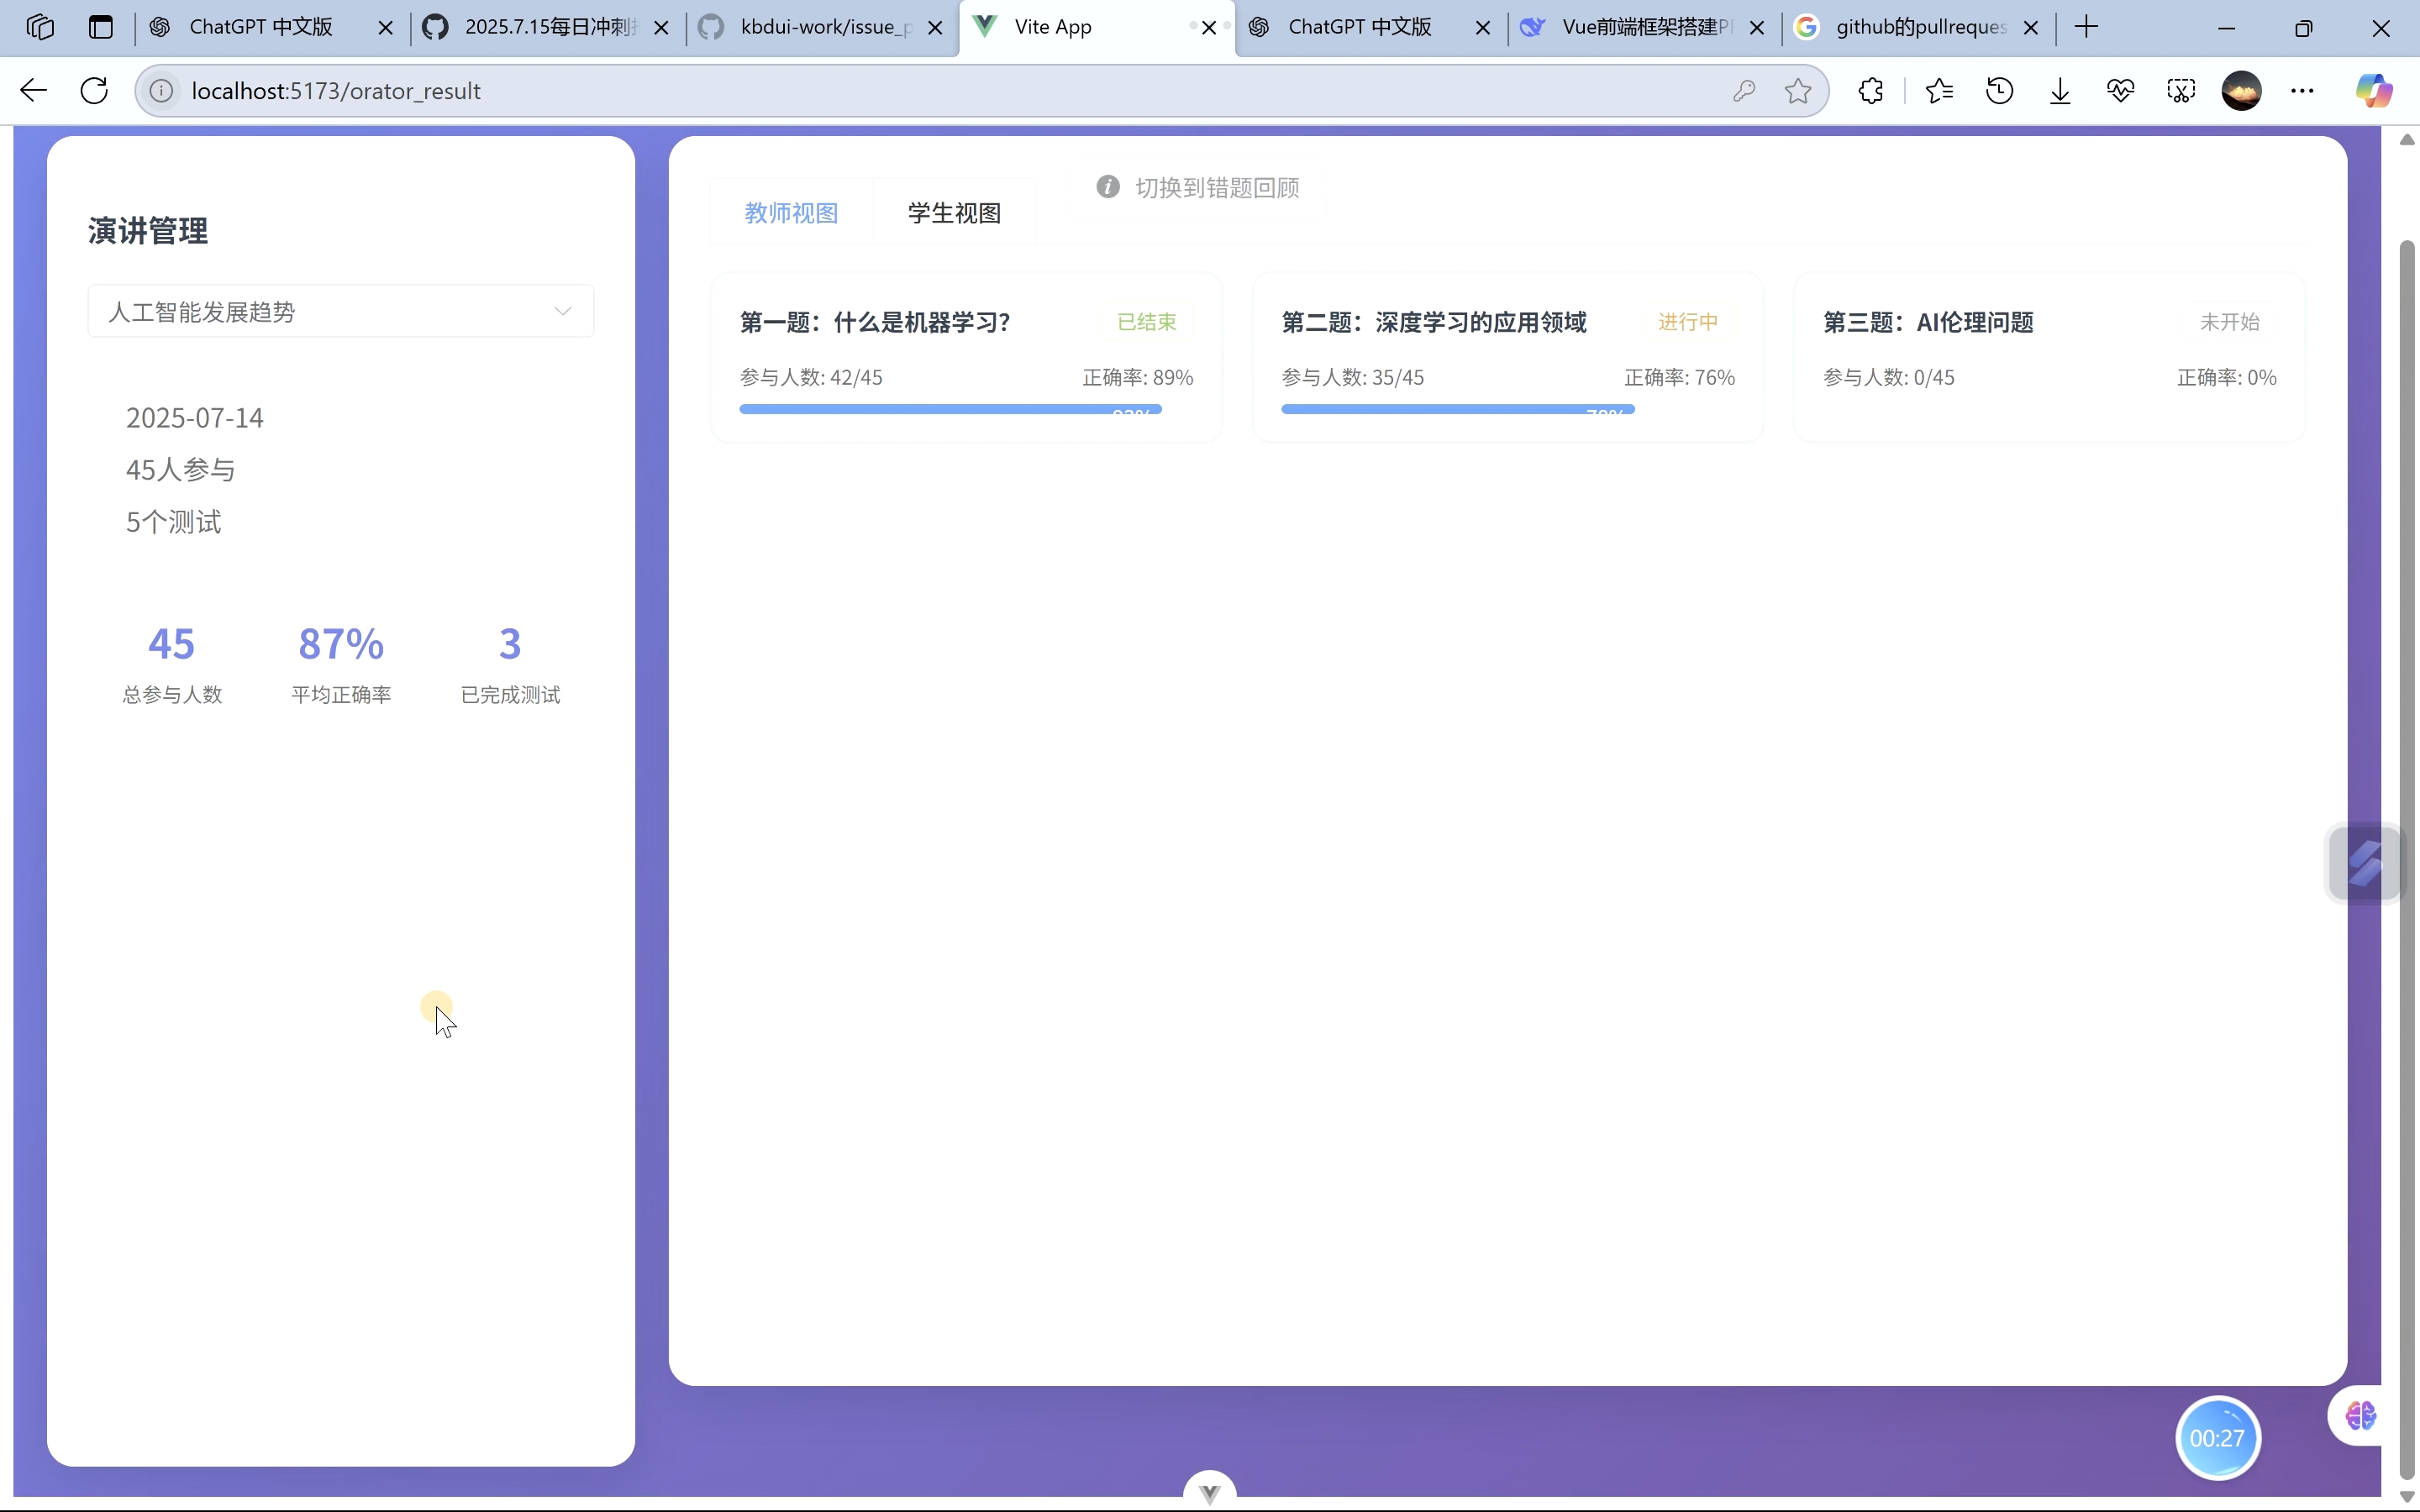 ChatGPT 中文版
2025.7.15每日冲刺
kbdui-work/issue_p
Vite App
ChatGPT 中文版
Vue前端框架搭建P
github的pullreques
localhost:5173/orator_result
演讲管理
人工智能发展趋势
2025-07-14
45人参与
5个测试
45
87%
3
总参与人数
平均正确率
已完成测试
教师视图
学生视图
切换到错题回顾
第一题：什么是机器学习？
已结束
参与人数: 42/45
正确率: 89%
第二题：深度学习的应用领域
进行中
参与人数: 35/45
正确率: 76%
第三题：AI伦理问题
未开始
参与人数: 0/45
正确率: 0%
00:27